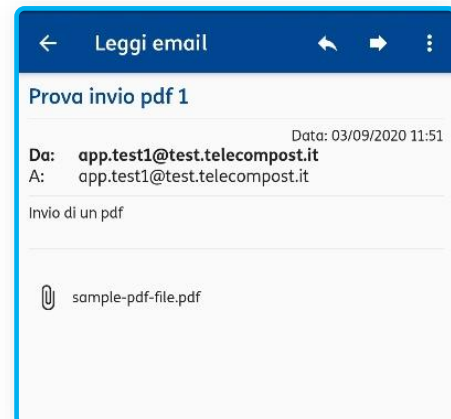 Leggi email
Prova invio pdf 1
Data: 03/09/2020 11:51
Da: app.test1@test.telecompost.it
A: app.test1@test.telecompost.it
Invio di un pdf
sample-pdf-file.pdf